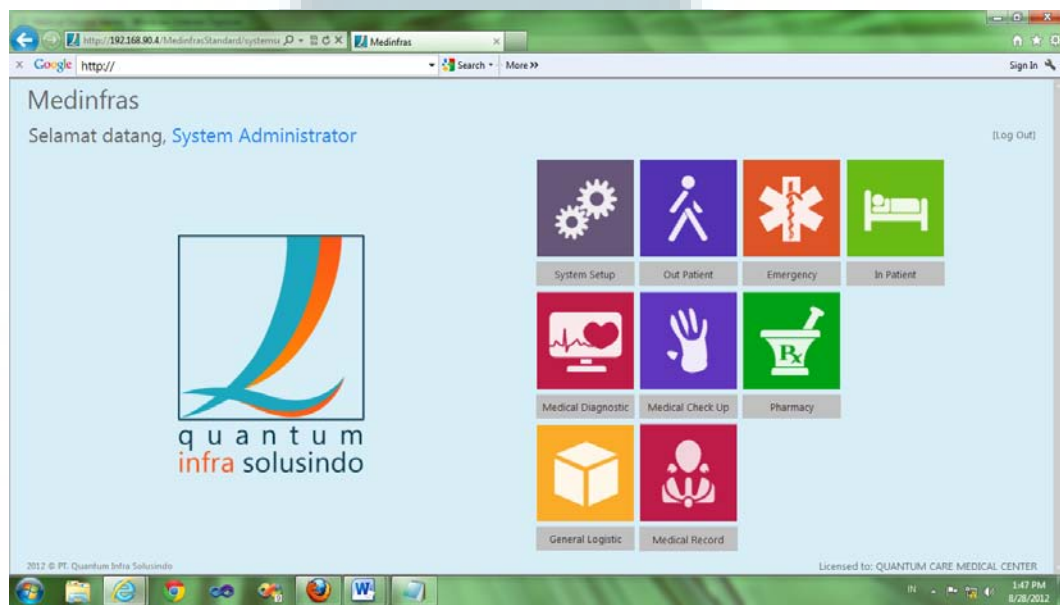 http://192.168.90.4/MedinfrasStandard/systemse
Medinfras
Google
http://
Search
More >>
Sign In
Medinfras
Selamat datang, System Administrator
[Log Out]
System Setup
Out Patient
Emergency
In Patient
Medical Diagnostic
Medical Check Up
Rx
Pharmacy
quantum
infra solusindo
General Logistic
Medical Record
2012 © PT. Quantum Infra Solusindo
Licensed to: QUANTUM CARE MEDICAL CENTER
IN
1:47 PM
8/28/2012